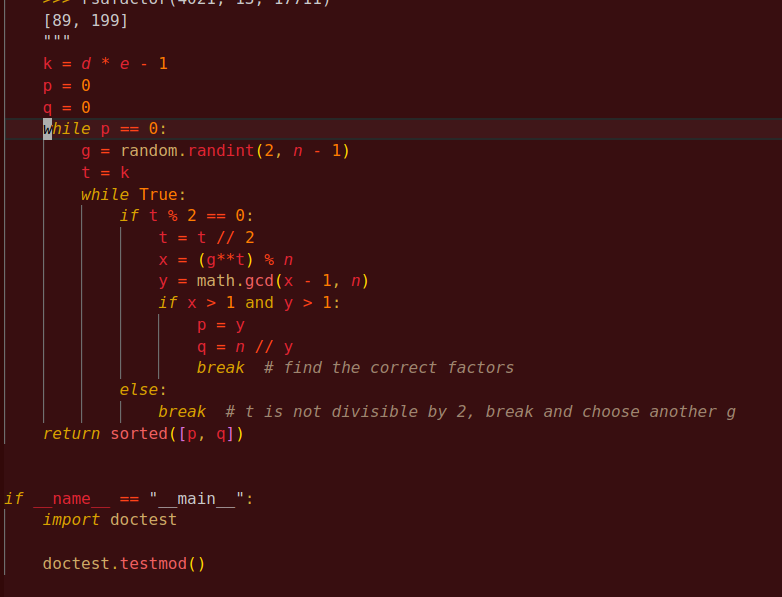 >>> rsafactor(4021, 13, 17711)
[89, 199]
"""
k = d * e - 1
p = 0
q = 0
while p == 0:
g = random.randint(2, n - 1)
t = k
while True:
if t % 2 == 0:
t = t // 2
x = (g**t) % n
y = math.gcd(x - 1, n)
if x > 1 and y > 1:
p = y
q = n // y
break  # find the correct factors
else:
break  # t is not divisible by 2, break and choose another g
return sorted([p, q])
if __name__ == "__main__":
import doctest
doctest.testmod()